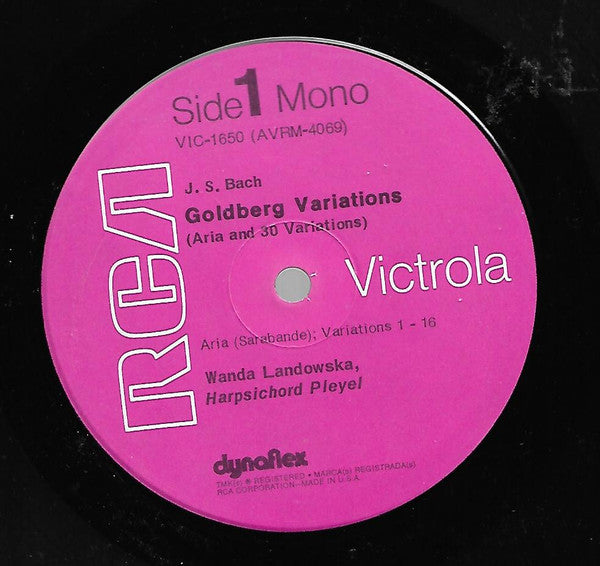 Side 1 Mono
VIC-1650 (AVRM-4069)
J. S. Bach
Goldberg Variations
(Aria and 30 Variations)
RCA
Victrola
Aria (Sarabande); Variations 1 - 16
Wanda Landowska,
Harpsichord Pleyel
dynaflex
TMK(s) ® REGISTERED • MARCA(s) REGISTRADA(s)
RCA CORPORATION—MADE IN U.S.A.